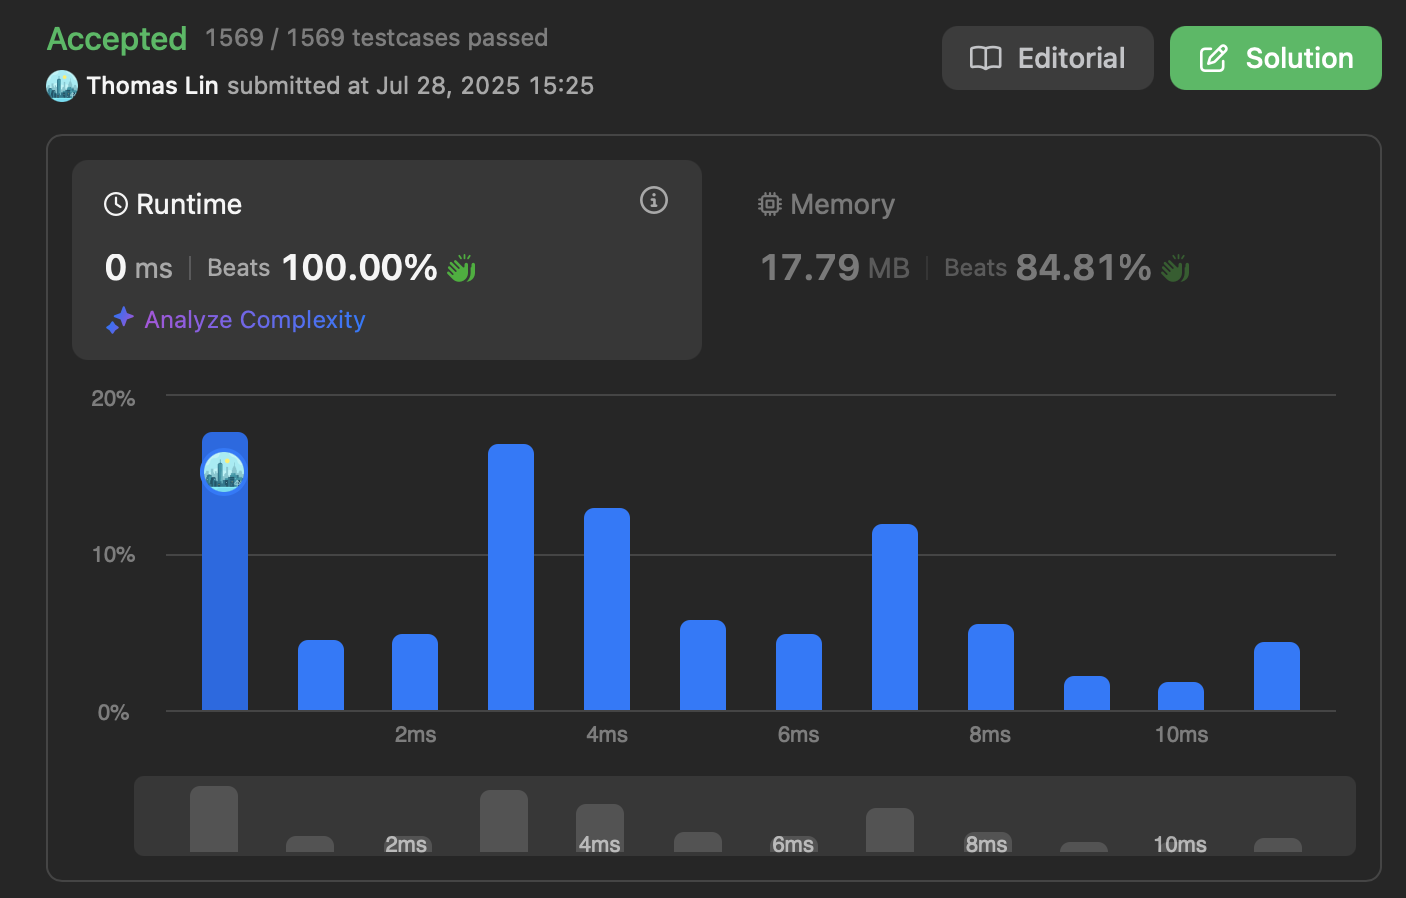 Accepted 1569 / 1569 testcases passed
Thomas Lin submitted at Jul 28, 2025 15:25
Editorial
Solution
Runtime
0 ms | Beats 100.00%
Analyze Complexity
Memory
17.79 MB | Beats 84.81%
20%
10%
0%
2ms 4ms 6ms 8ms 10ms
2ms 4ms 6ms 8ms 10ms